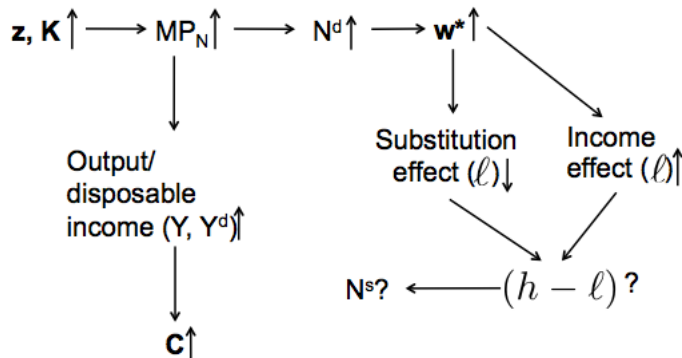 z, K↑ → MP_N↑ → N^d↑ → w*↑
Substitution
effect (ℓ)↓
Income
effect (ℓ)↑
Output/
disposable
income (Y, Y^d)↑
N^s? ← (h − ℓ) ?
C↑